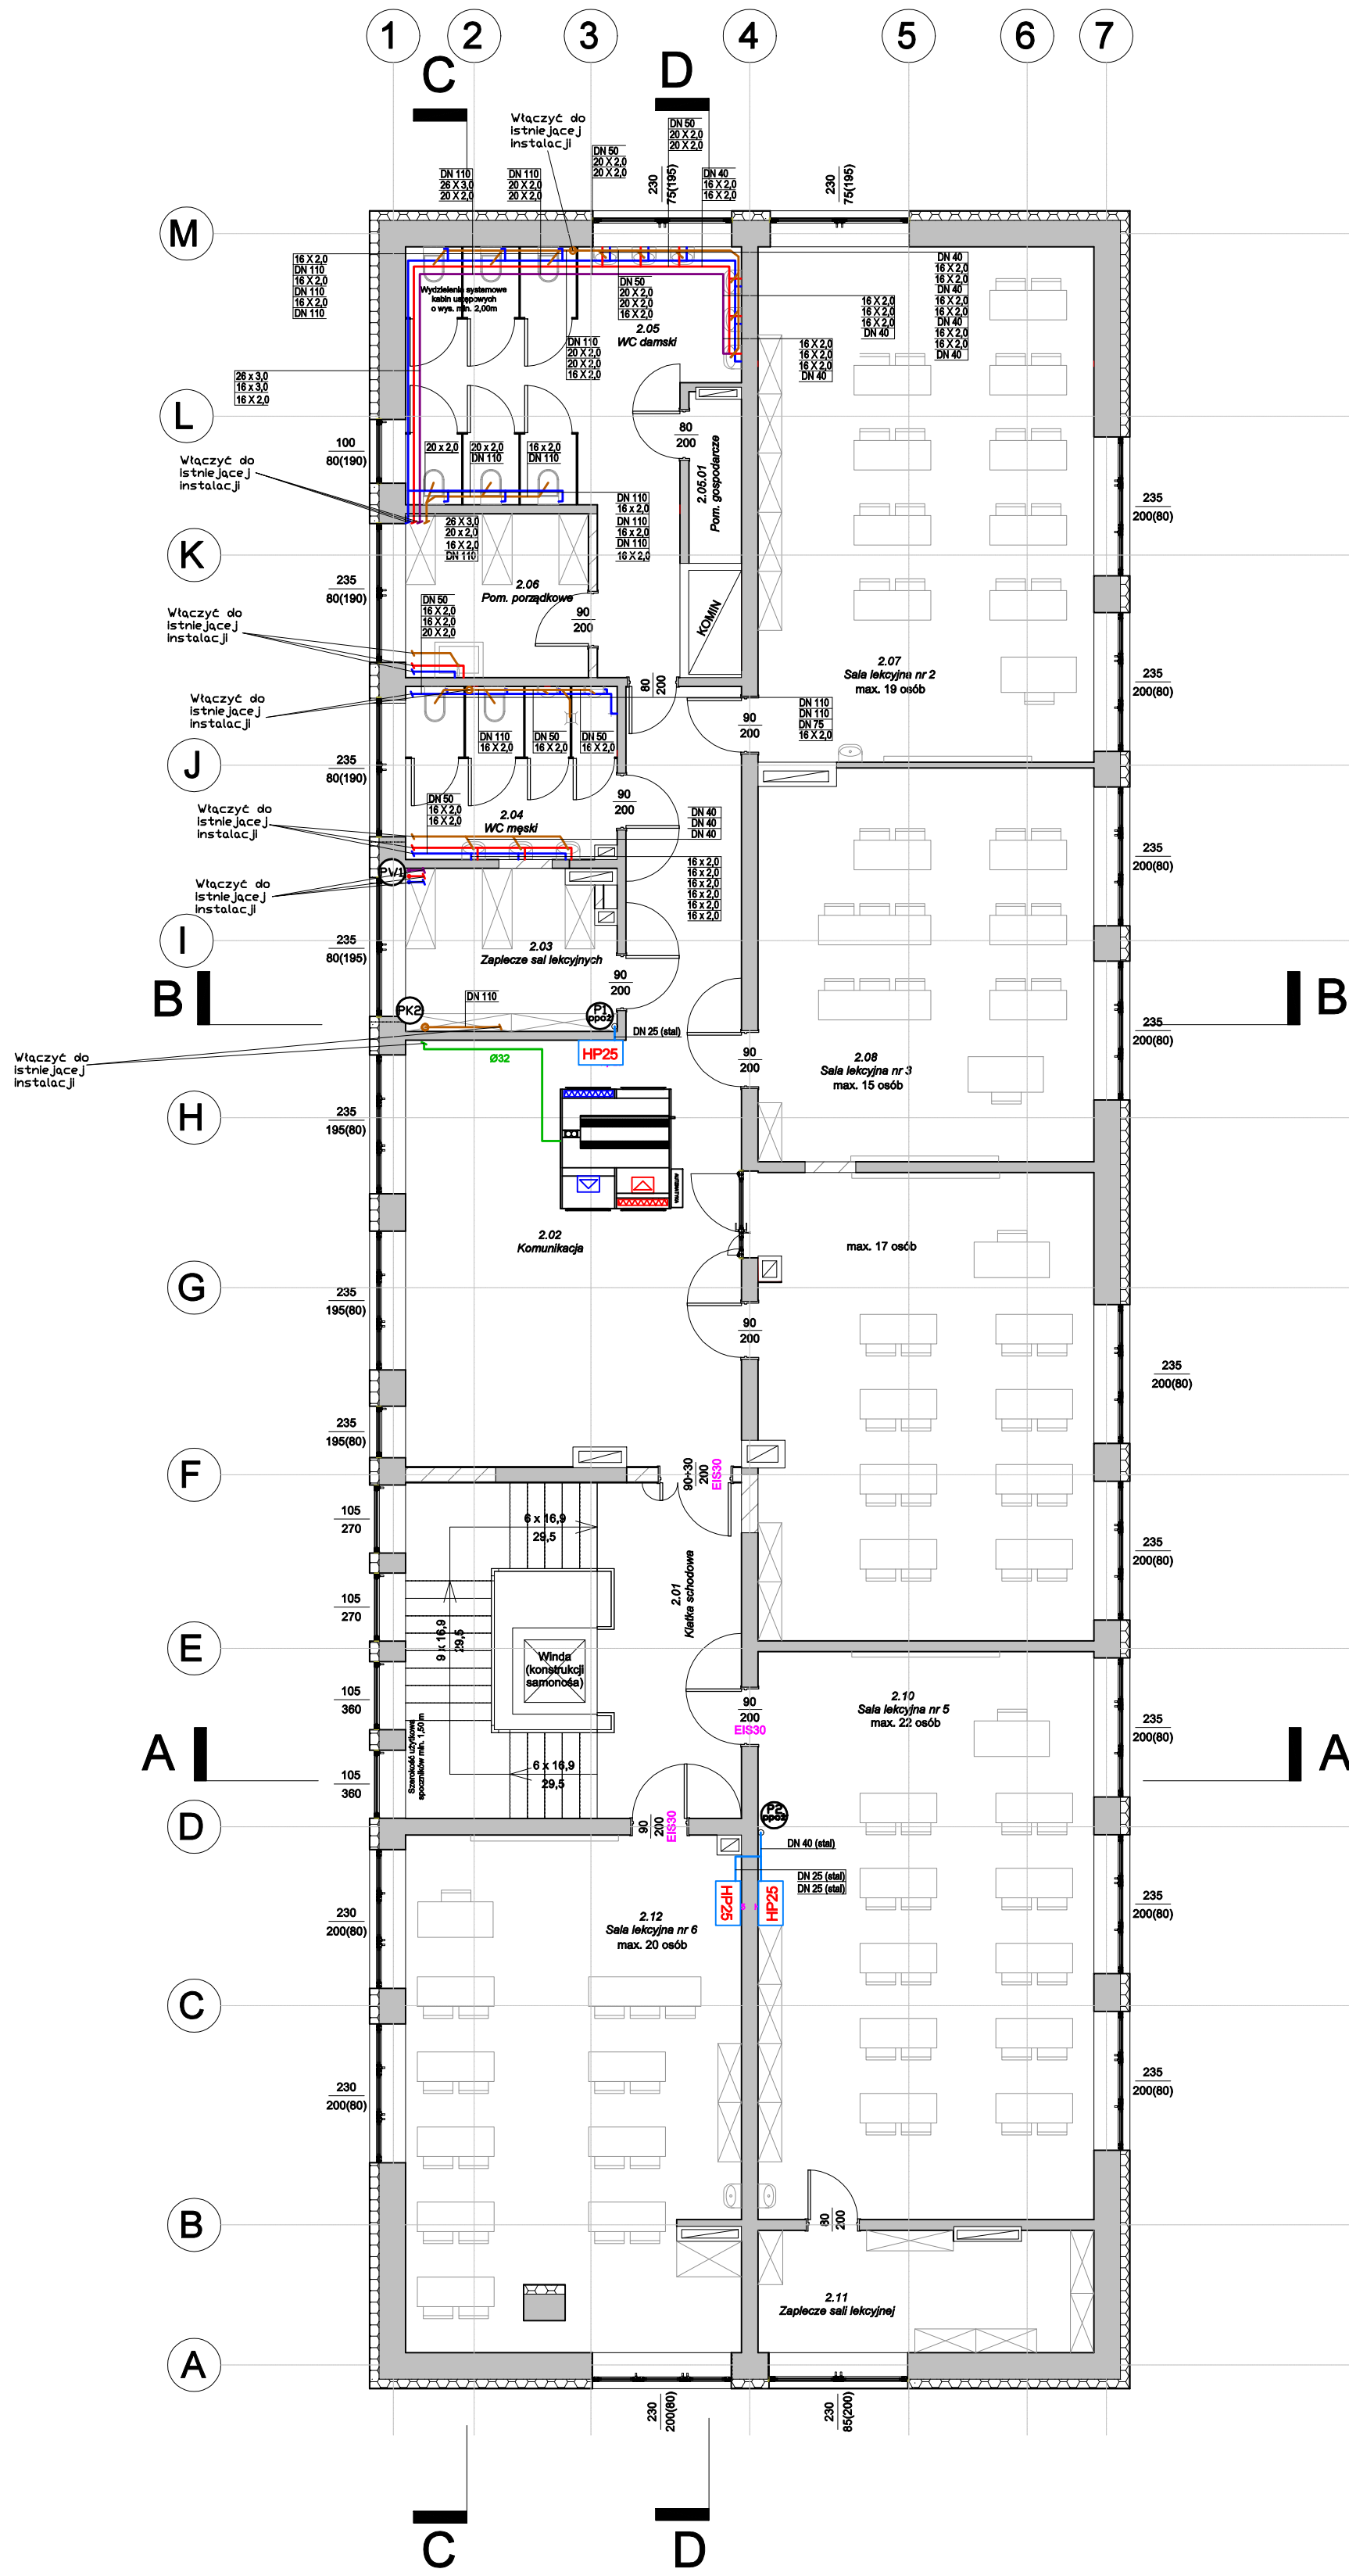 1
2
3
4
5
6
7
C
D
Włączyć do
istniejącej
instalacji
DN 50
20 X 2,0
20 X 2,0
DN 50
20 X 2,0
20 X 2,0
DN 110
26 X 3,0
20 X 2,0
DN 110
20 X 2,0
20 X 2,0
DN 40
16 X 2,0
16 X 2,0
230
75(195)
230
75(195)
M
16 X 2,0
DN 110
16 X 2,0
DN 110
16 X 2,0
DN 110
Wydzielenia systemowe
kabin ustępowych
o wys. min. 2,00m
DN 50
20 X 2,0
20 X 2,0
16 X 2,0
2.05
WC damski
DN 40
16 X 2,0
16 X 2,0
DN 40
16 X 2,0
16 X 2,0
DN 40
16 X 2,0
16 X 2,0
DN 40
16 X 2,0
16 X 2,0
16 X 2,0
DN 40
16 X 2,0
16 X 2,0
16 X 2,0
DN 40
DN 110
20 X 2,0
20 X 2,0
16 X 2,0
26 x 3,0
16 x 3,0
16 X 2,0
L
100
80(190)
80
200
20 x 2,0
20 x 2,0
DN 110
16 x 2,0
DN 110
Włączyć do
istniejącej
instalacji
2.05.01
Pom. gospodarcze
DN 110
16 x 2,0
DN 110
16 x 2,0
DN 110
16 X 2,0
26 X 3,0
20 x 2,0
16 X 2,0
DN 110
235
200(80)
K
235
80(190)
2.06
Pom. porządkowe
DN 50
16 X 2,0
16 X 2,0
20 X 2,0
90
200
KOMIN
Włączyć do
istniejącej
instalacji
2.07
Sala lekcyjna nr 2
max. 19 osób
235
200(80)
80
200
Włączyć do
istniejącej
instalacji
90
200
DN 110
DN 110
DN 75
16 X 2,0
DN 110
16 X 2,0
DN 50
16 X 2,0
DN 50
16 X 2,0
J
235
80(190)
90
200
DN 50
16 X 2,0
16 X 2,0
2.04
WC męski
Włączyć do
istniejącej
instalacji
DN 40
DN 40
DN 40
235
200(80)
16 x 2,0
16 x 2,0
16 x 2,0
16 x 2,0
16 x 2,0
16 x 2,0
PW1
Włączyć do
istniejącej
instalacji
I
235
80(195)
2.03
Zaplecze sal lekcyjnych
90
200
B
B
DN 110
PK2
P1
ppoż
DN 25 (stal)
HP25
Ø32
Włączyć do
istniejącej
instalacji
90
200
2.08
Sala lekcyjna nr 3
max. 15 osób
235
200(80)
H
235
195(80)
2.02
Komunikacja
max. 17 osób
G
235
195(80)
90
200
235
200(80)
235
195(80)
F
90+30
200
EIS30
105
270
6 x 16,9
29,5
235
200(80)
105
270
2.01
Klatka schodowa
9 x 16,9
29,5
E
Winda
(konstrukcji
samonośa)
105
360
90
200
EIS30
2.10
Sala lekcyjna nr 5
max. 22 osób
235
200(80)
A
A
Szerokość użytkowa
spoczników min. 1,50 m
6 x 16,9
29,5
105
360
D
90
200
EIS30
P2
ppoż
DN 40 (stal)
DN 25 (stal)
DN 25 (stal)
HP25
HP25
230
200(80)
2.12
Sala lekcyjna nr 6
max. 20 osób
235
200(80)
C
230
200(80)
235
200(80)
B
80
200
2.11
Zaplecze sali lekcyjnej
A
230
200(80)
230
85(200)
C
D